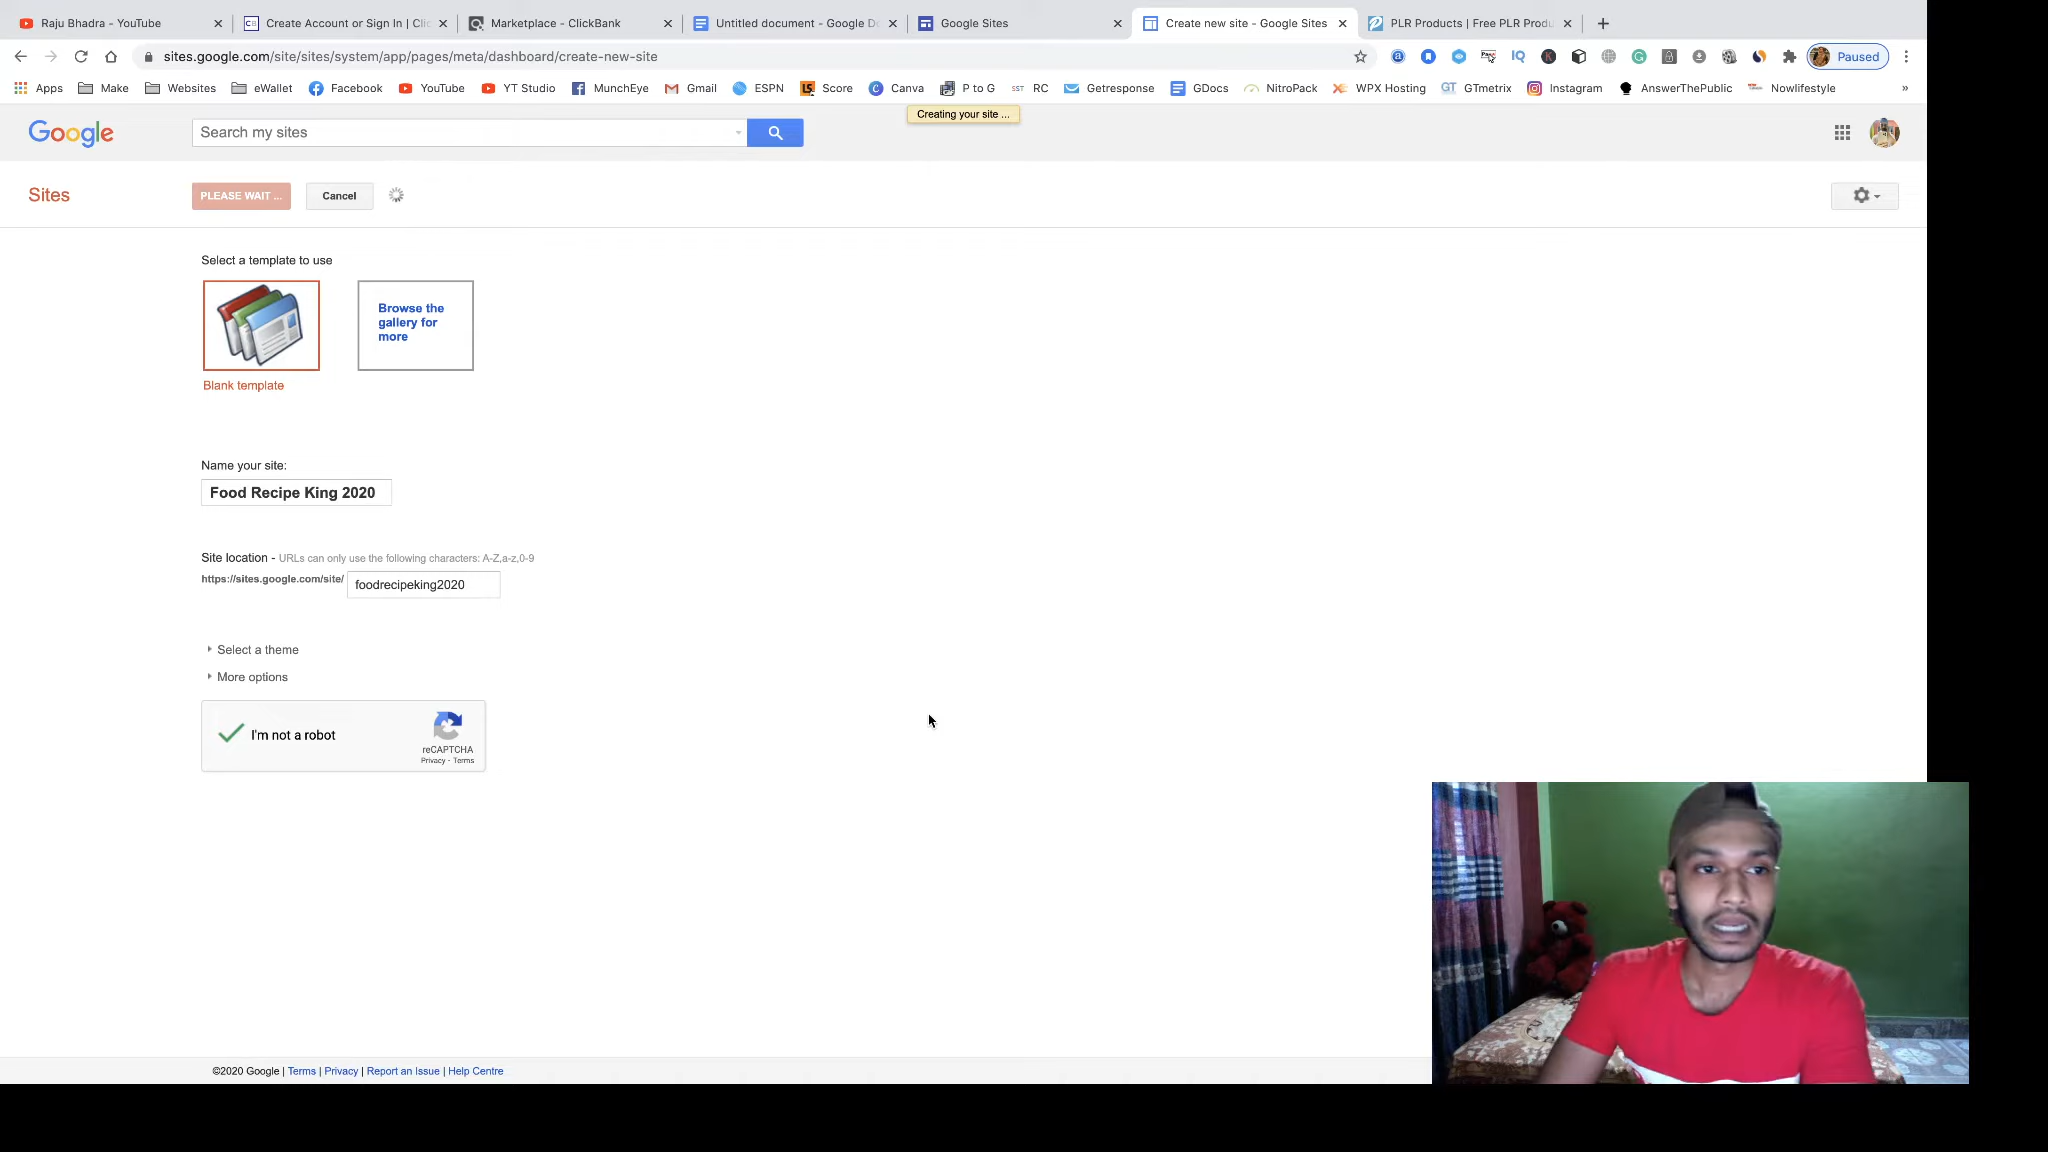 Raju Bhadra - YouTube
Create Account or Sign In | Clic
Marketplace - ClickBank
Untitled document - Google Do
Google Sites
Create new site - Google Sites
PLR Products | Free PLR Produ
sites.google.com/site/sites/system/app/pages/meta/dashboard/create-new-site
Paused
Apps
Make
Websites
eWallet
Facebook
YouTube
YT Studio
MunchEye
Gmail
ESPN
Score
Canva
P to G
RC
Getresponse
GDocs
NitroPack
WPX Hosting
GTmetrix
Instagram
AnswerThePublic
Nowlifestyle
Creating your site ...
Google
Search my sites
Sites
PLEASE WAIT ...
Cancel
Select a template to use
Browse the
gallery for
more
Blank template
Name your site:
Food Recipe King 2020
Site location - URLs can only use the following characters: A-Z,a-z,0-9
https://sites.google.com/site/ foodrecipeking2020
Select a theme
More options
I'm not a robot
reCAPTCHA
Privacy - Terms
©2020 Google | Terms | Privacy | Report an Issue | Help Centre